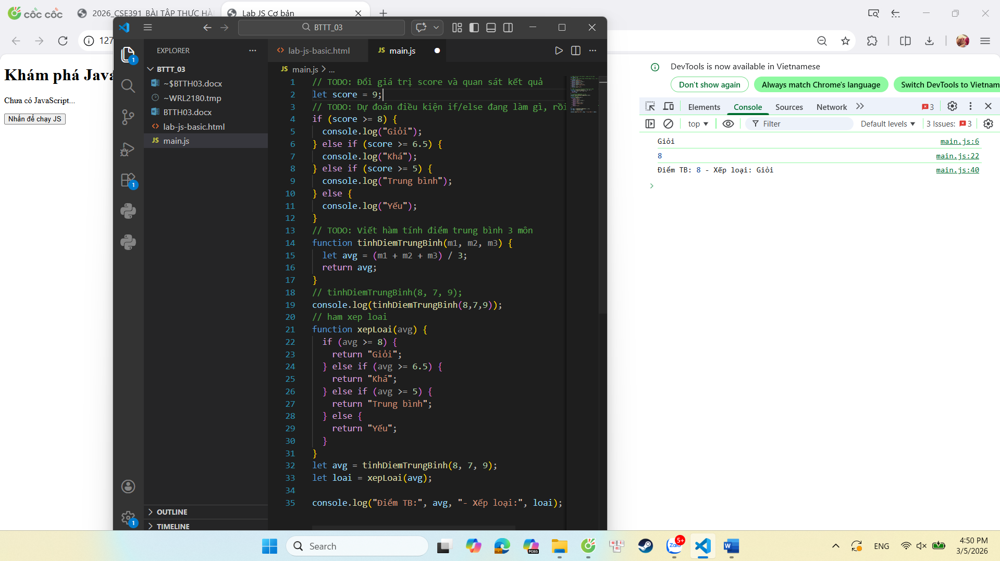 cốc cốc
2026_CSE391_BÀI TẬP THỰC HÀ
Lab JS Cơ bản
127
Khám phá Java
Chưa có JavaScript...
Nhấn để chạy JS
BTTT_03
EXPLORER
BTTT_03
~$BTTH03.docx
~WRL2180.tmp
BTTH03.docx
lab-js-basic.html
main.js
OUTLINE
TIMELINE
1
1
1
lab-js-basic.html
JS main.js
JS main.js > ...
1 // TODO: Đổi giá trị score và quan sát kết quả
2 let score = 9;
3 // TODO: Dự đoán điều kiện if/else đang làm gì, rồi
4 if (score >= 8) {
5 console.log("Giỏi");
6 } else if (score >= 6.5) {
7 console.log("Khá");
8 } else if (score >= 5) {
9 console.log("Trung bình");
10 } else {
11 console.log("Yếu");
12 }
13 // TODO: Viết hàm tính điểm trung bình 3 môn
14 function tinhDiemTrungBinh(m1, m2, m3) {
15 let avg = (m1 + m2 + m3) / 3;
16 return avg;
17 }
18 // tinhDiemTrungBinh(8, 7, 9);
19 console.log(tinhDiemTrungBinh(8,7,9));
20 // ham xep loai
21 function xepLoai(avg) {
22 if (avg >= 8) {
23 return "Giỏi";
24 } else if (avg >= 6.5) {
25 return "Khá";
26 } else if (avg >= 5) {
27 return "Trung bình";
28 } else {
29 return "Yếu";
30 }
31 }
32 let avg = tinhDiemTrungBinh(8, 7, 9);
33 let loai = xepLoai(avg);
34
35 console.log("Điểm TB:", avg, "- Xếp loại:", loai);
DevTools is now available in Vietnamese
Don't show again
Always match Chrome's language
Switch DevTools to Vietnam
Elements
Console
Sources
Network
3
top
Filter
Default levels
3 Issues: 3
Giỏi main.js:6
8 main.js:22
Điểm TB: 8 - Xếp loại: Giỏi main.js:40
Search
M365
Zalo
5+
ENG
4:50 PM
3/5/2026